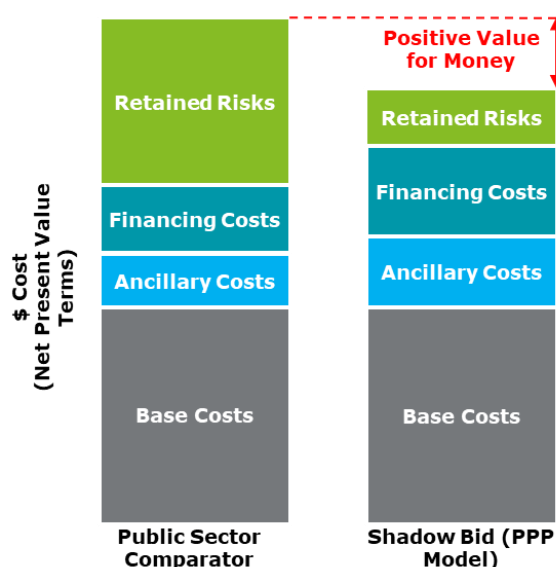 Positive Value
for Money
Retained Risks
Retained Risks
Financing Costs
Financing Costs
Ancillary Costs
Ancillary Costs
$ Cost
(Net Present Value
Terms)
Base Costs
Base Costs
Public Sector
Comparator
Shadow Bid (PPP
Model)